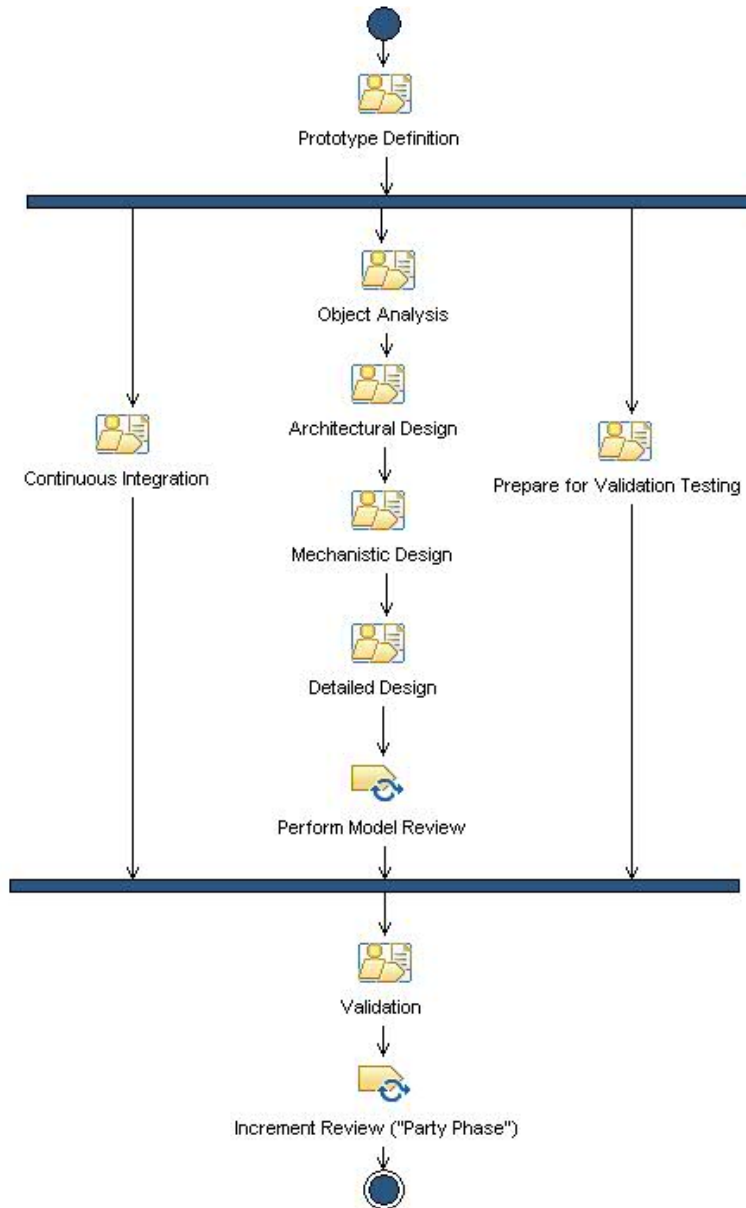 Prototype Definition
Object Analysis
Architectural Design
Continuous Integration
Prepare for Validation Testing
Mechanistic Design
Detailed Design
Perform Model Review
Validation
Increment Review ("Party Phase")